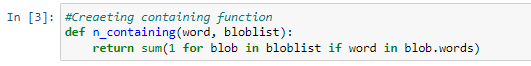 In [3]: #Creaeting containing function
def n_containing(word, bloblist):
    return sum(1 for blob in bloblist if word in blob.words)